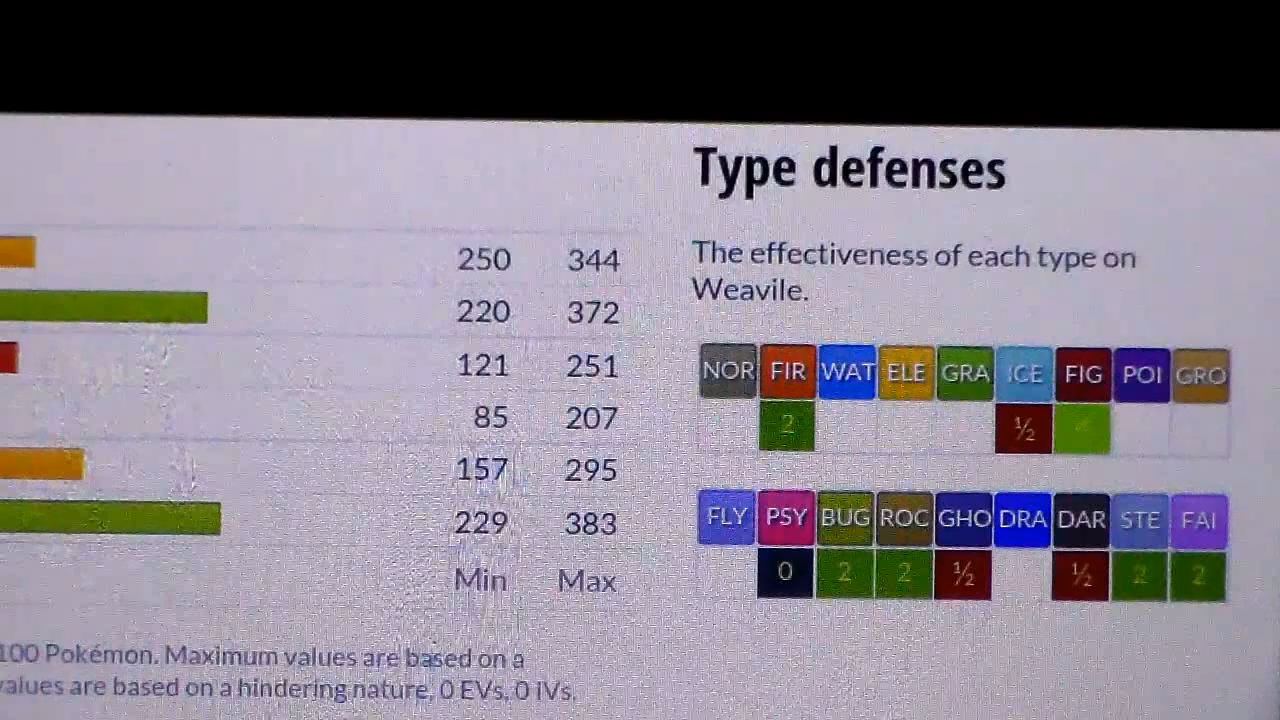 Type defenses
The effectiveness of each type on
Weavile.
250 344
220 372
121 251
85 207
157 295
229 383
Min Max
NOR FIR WAT ELE GRA ICE FIG POI GRO
2 ½
FLY PSY BUG ROC GHO DRA DAR STE FAI
0 2 2 ½ ½ 2 2
100 Pokémon. Maximum values are based on a
values are based on a hindering nature, 0 EVs, 0 IVs.